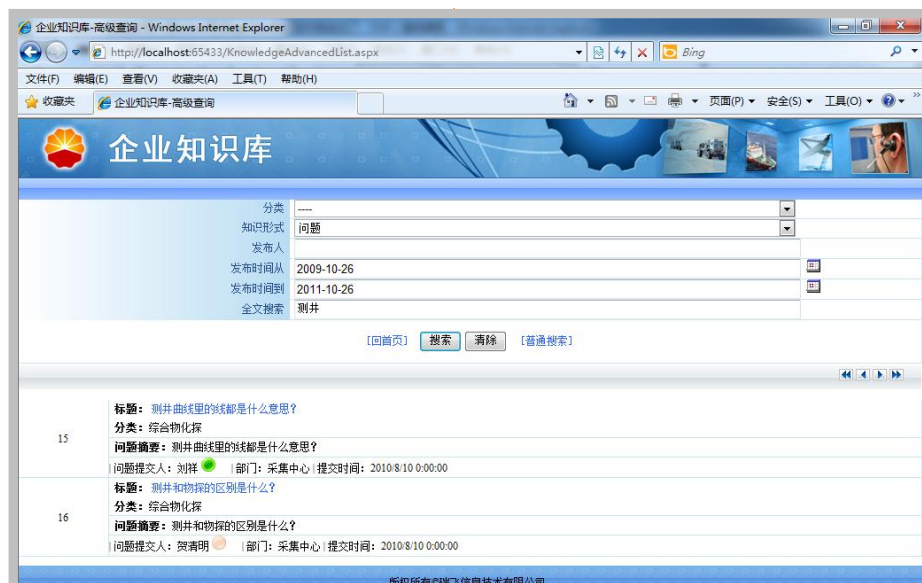 企业知识库-高级查询 - Windows Internet Explorer
http://localhost:65433/KnowledgeAdvancedList.aspx
Bing
文件(F) 编辑(E) 查看(V) 收藏夹(A) 工具(T) 帮助(H)
收藏夹 企业知识库-高级查询 页面(P) 安全(S) 工具(O)
企业知识库
分类 ----
知识形式 问题
发布人
发布时间从 2009-10-26
发布时间到 2011-10-26
全文搜索 测井
[回首页] 搜索 清除 [普通搜索]
标题: 测井曲线里的线都是什么意思?
15 分类: 综合物化探
问题摘要: 测井曲线里的线都是什么意思?
|问题提交人: 刘祥 |部门: 采集中心|提交时间: 2010/8/10 0:00:00
标题: 测井和物探的区别是什么?
16 分类: 综合物化探
问题摘要: 测井和物探的区别是什么?
|问题提交人: 贺清明 |部门: 采集中心|提交时间: 2010/8/10 0:00:00